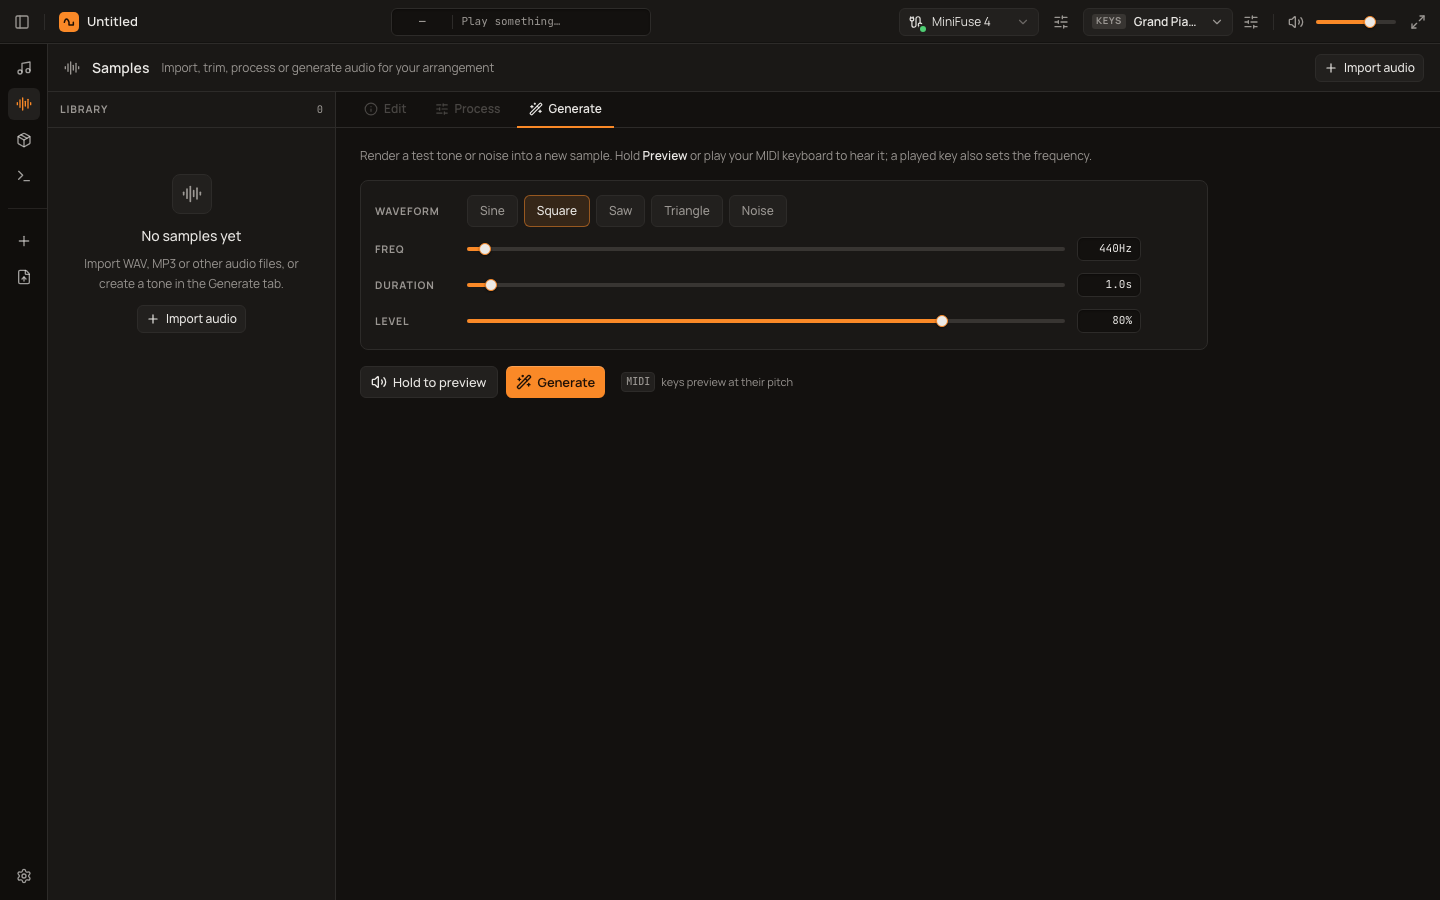 Untitled
– Play something…
MiniFuse 4
KEYS Grand Pia…
Samples Import, trim, process or generate audio for your arrangement
Import audio
LIBRARY 0
Edit Process Generate
Render a test tone or noise into a new sample. Hold Preview or play your MIDI keyboard to hear it; a played key also sets the frequency.
WAVEFORM Sine Square Saw Triangle Noise
FREQ 440Hz
DURATION 1.0s
LEVEL 80%
Hold to preview Generate MIDI keys preview at their pitch
No samples yet
Import WAV, MP3 or other audio files, or
create a tone in the Generate tab.
Import audio